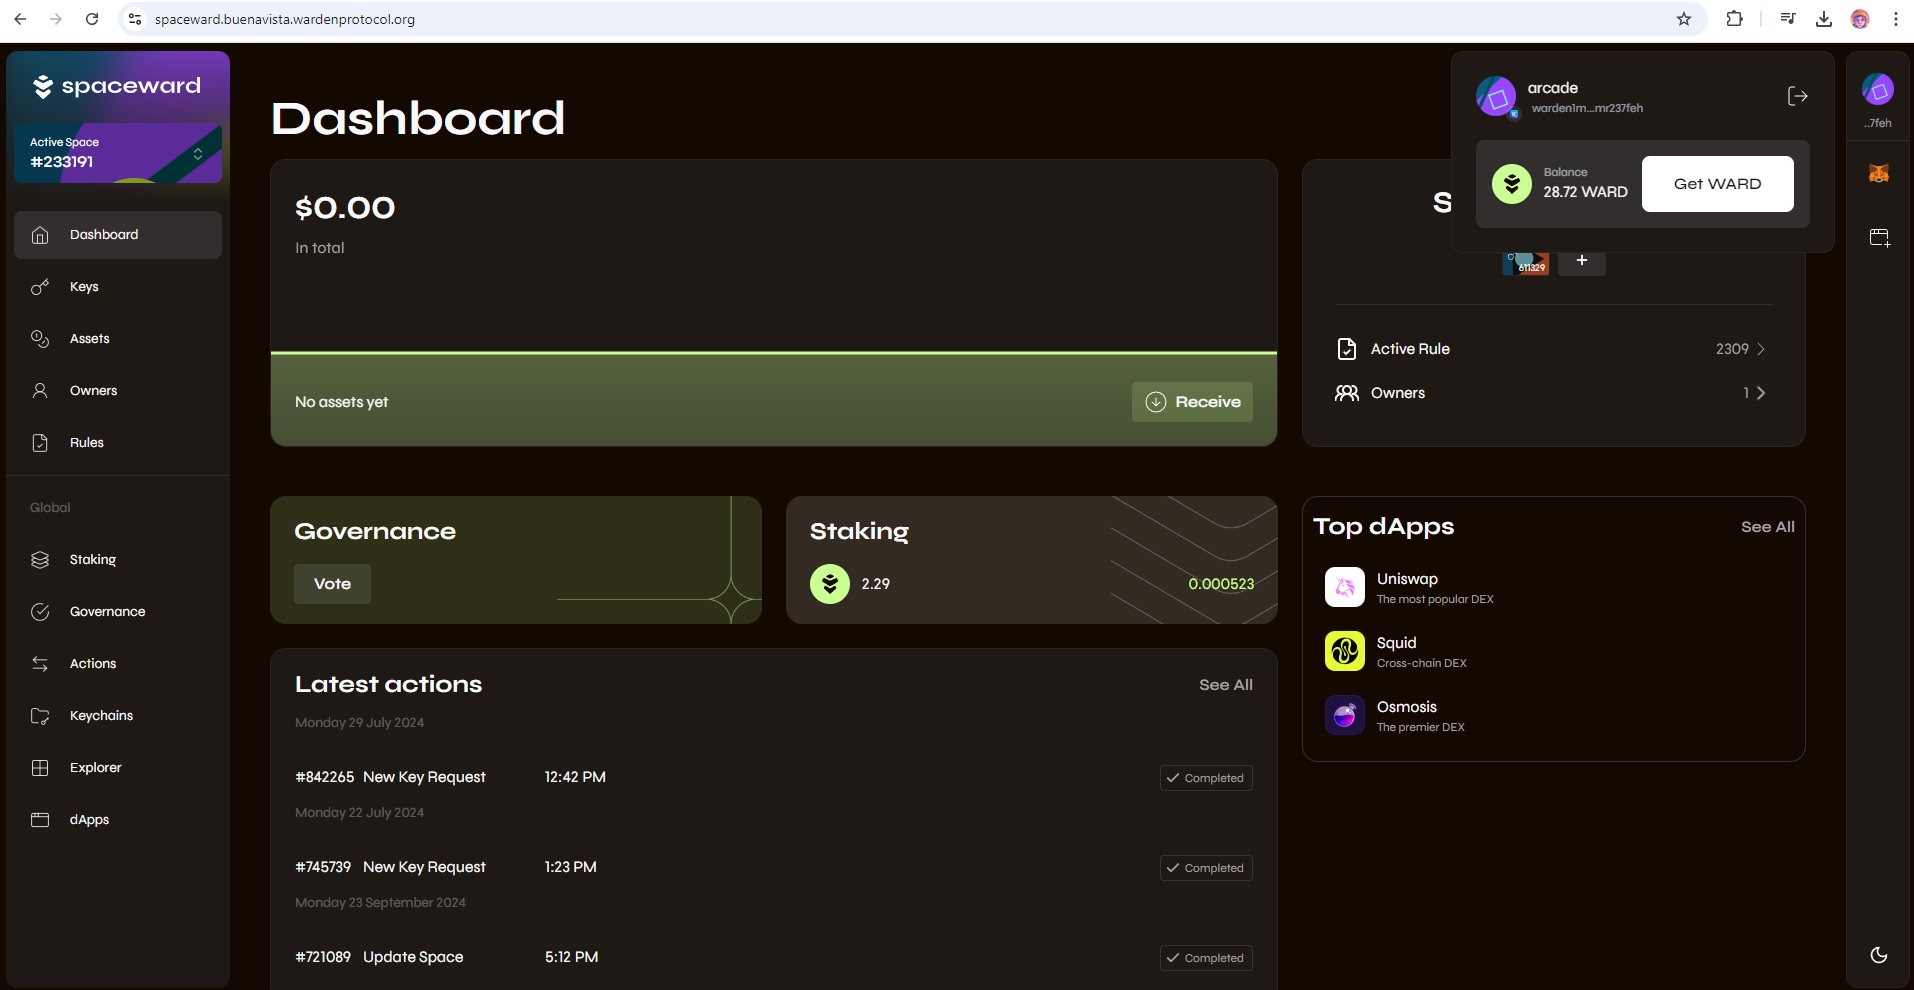 spaceward.buenavista.wardenprotocol.org
spaceward
Active Space
#233191
Dashboard
Keys
Assets
Owners
Rules
Global
Staking
Governance
Actions
Keychains
Explorer
dApps
Dashboard
$0.00
In total
No assets yet
Receive
S
611329
+
Active Rule 2309
Owners 1
arcade
warden1m...mr237feh
Balance
28.72 WARD
Get WARD
..7feh
Governance
Vote
Staking
2.29 0.000523
Top dApps See All
Uniswap
The most popular DEX
Squid
Cross-chain DEX
Osmosis
The premier DEX
Latest actions See All
Monday 29 July 2024
#842265 New Key Request 12:42 PM Completed
Monday 22 July 2024
#745739 New Key Request 1:23 PM Completed
Monday 23 September 2024
#721089 Update Space 5:12 PM Completed